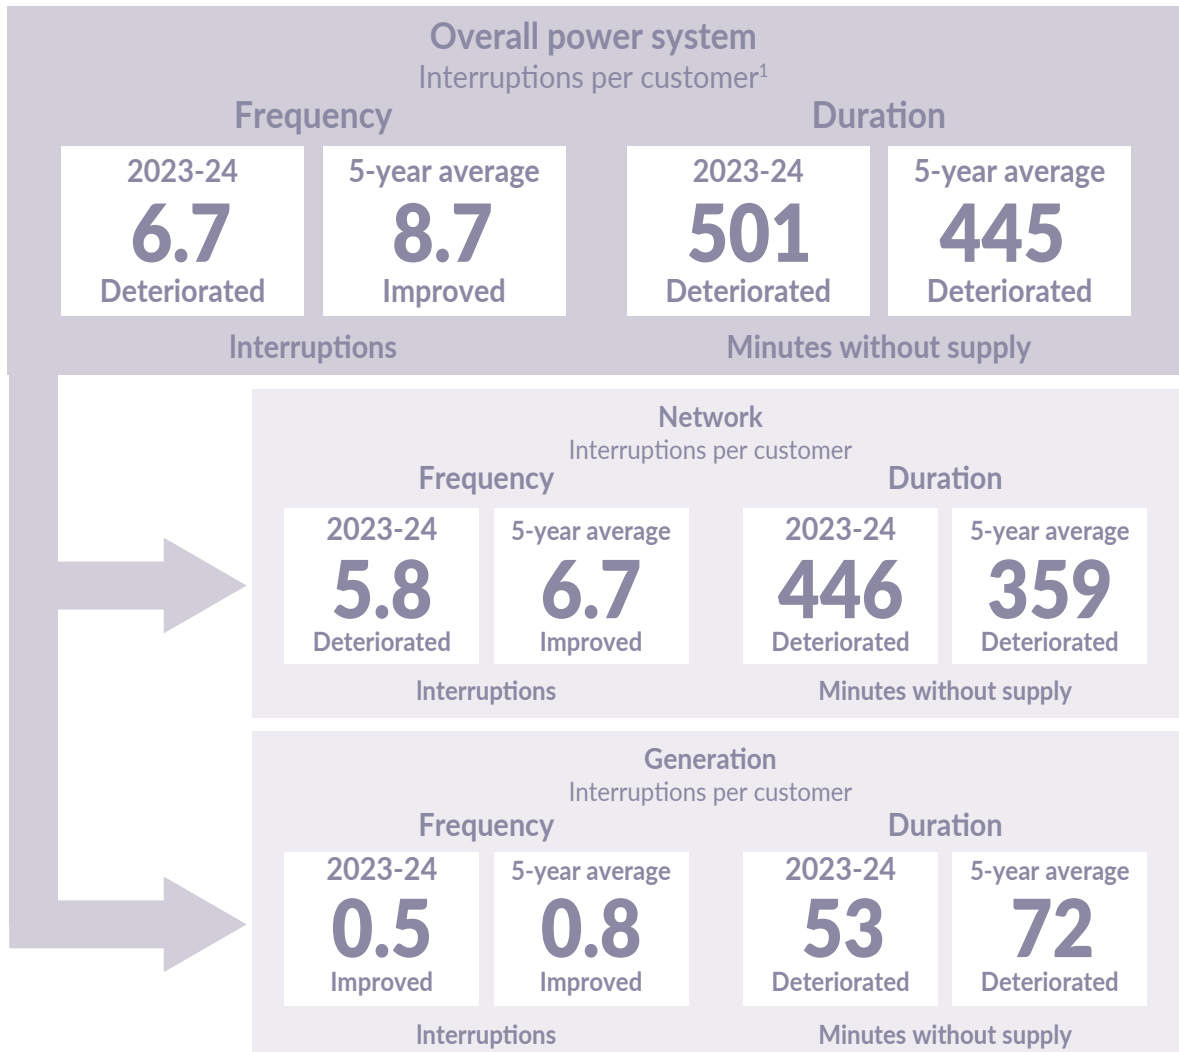 Overall power system
Interruptions per customer¹
Frequency
Duration
2023-24
6.7
Deteriorated
5-year average
8.7
Improved
2023-24
501
Deteriorated
5-year average
445
Deteriorated
Interruptions
Minutes without supply
Network
Interruptions per customer
Frequency
Duration
2023-24
5.8
Deteriorated
5-year average
6.7
Improved
2023-24
446
Deteriorated
5-year average
359
Deteriorated
Interruptions
Minutes without supply
Generation
Interruptions per customer
Frequency
Duration
2023-24
0.5
Improved
5-year average
0.8
Improved
2023-24
53
Deteriorated
5-year average
72
Deteriorated
Interruptions
Minutes without supply